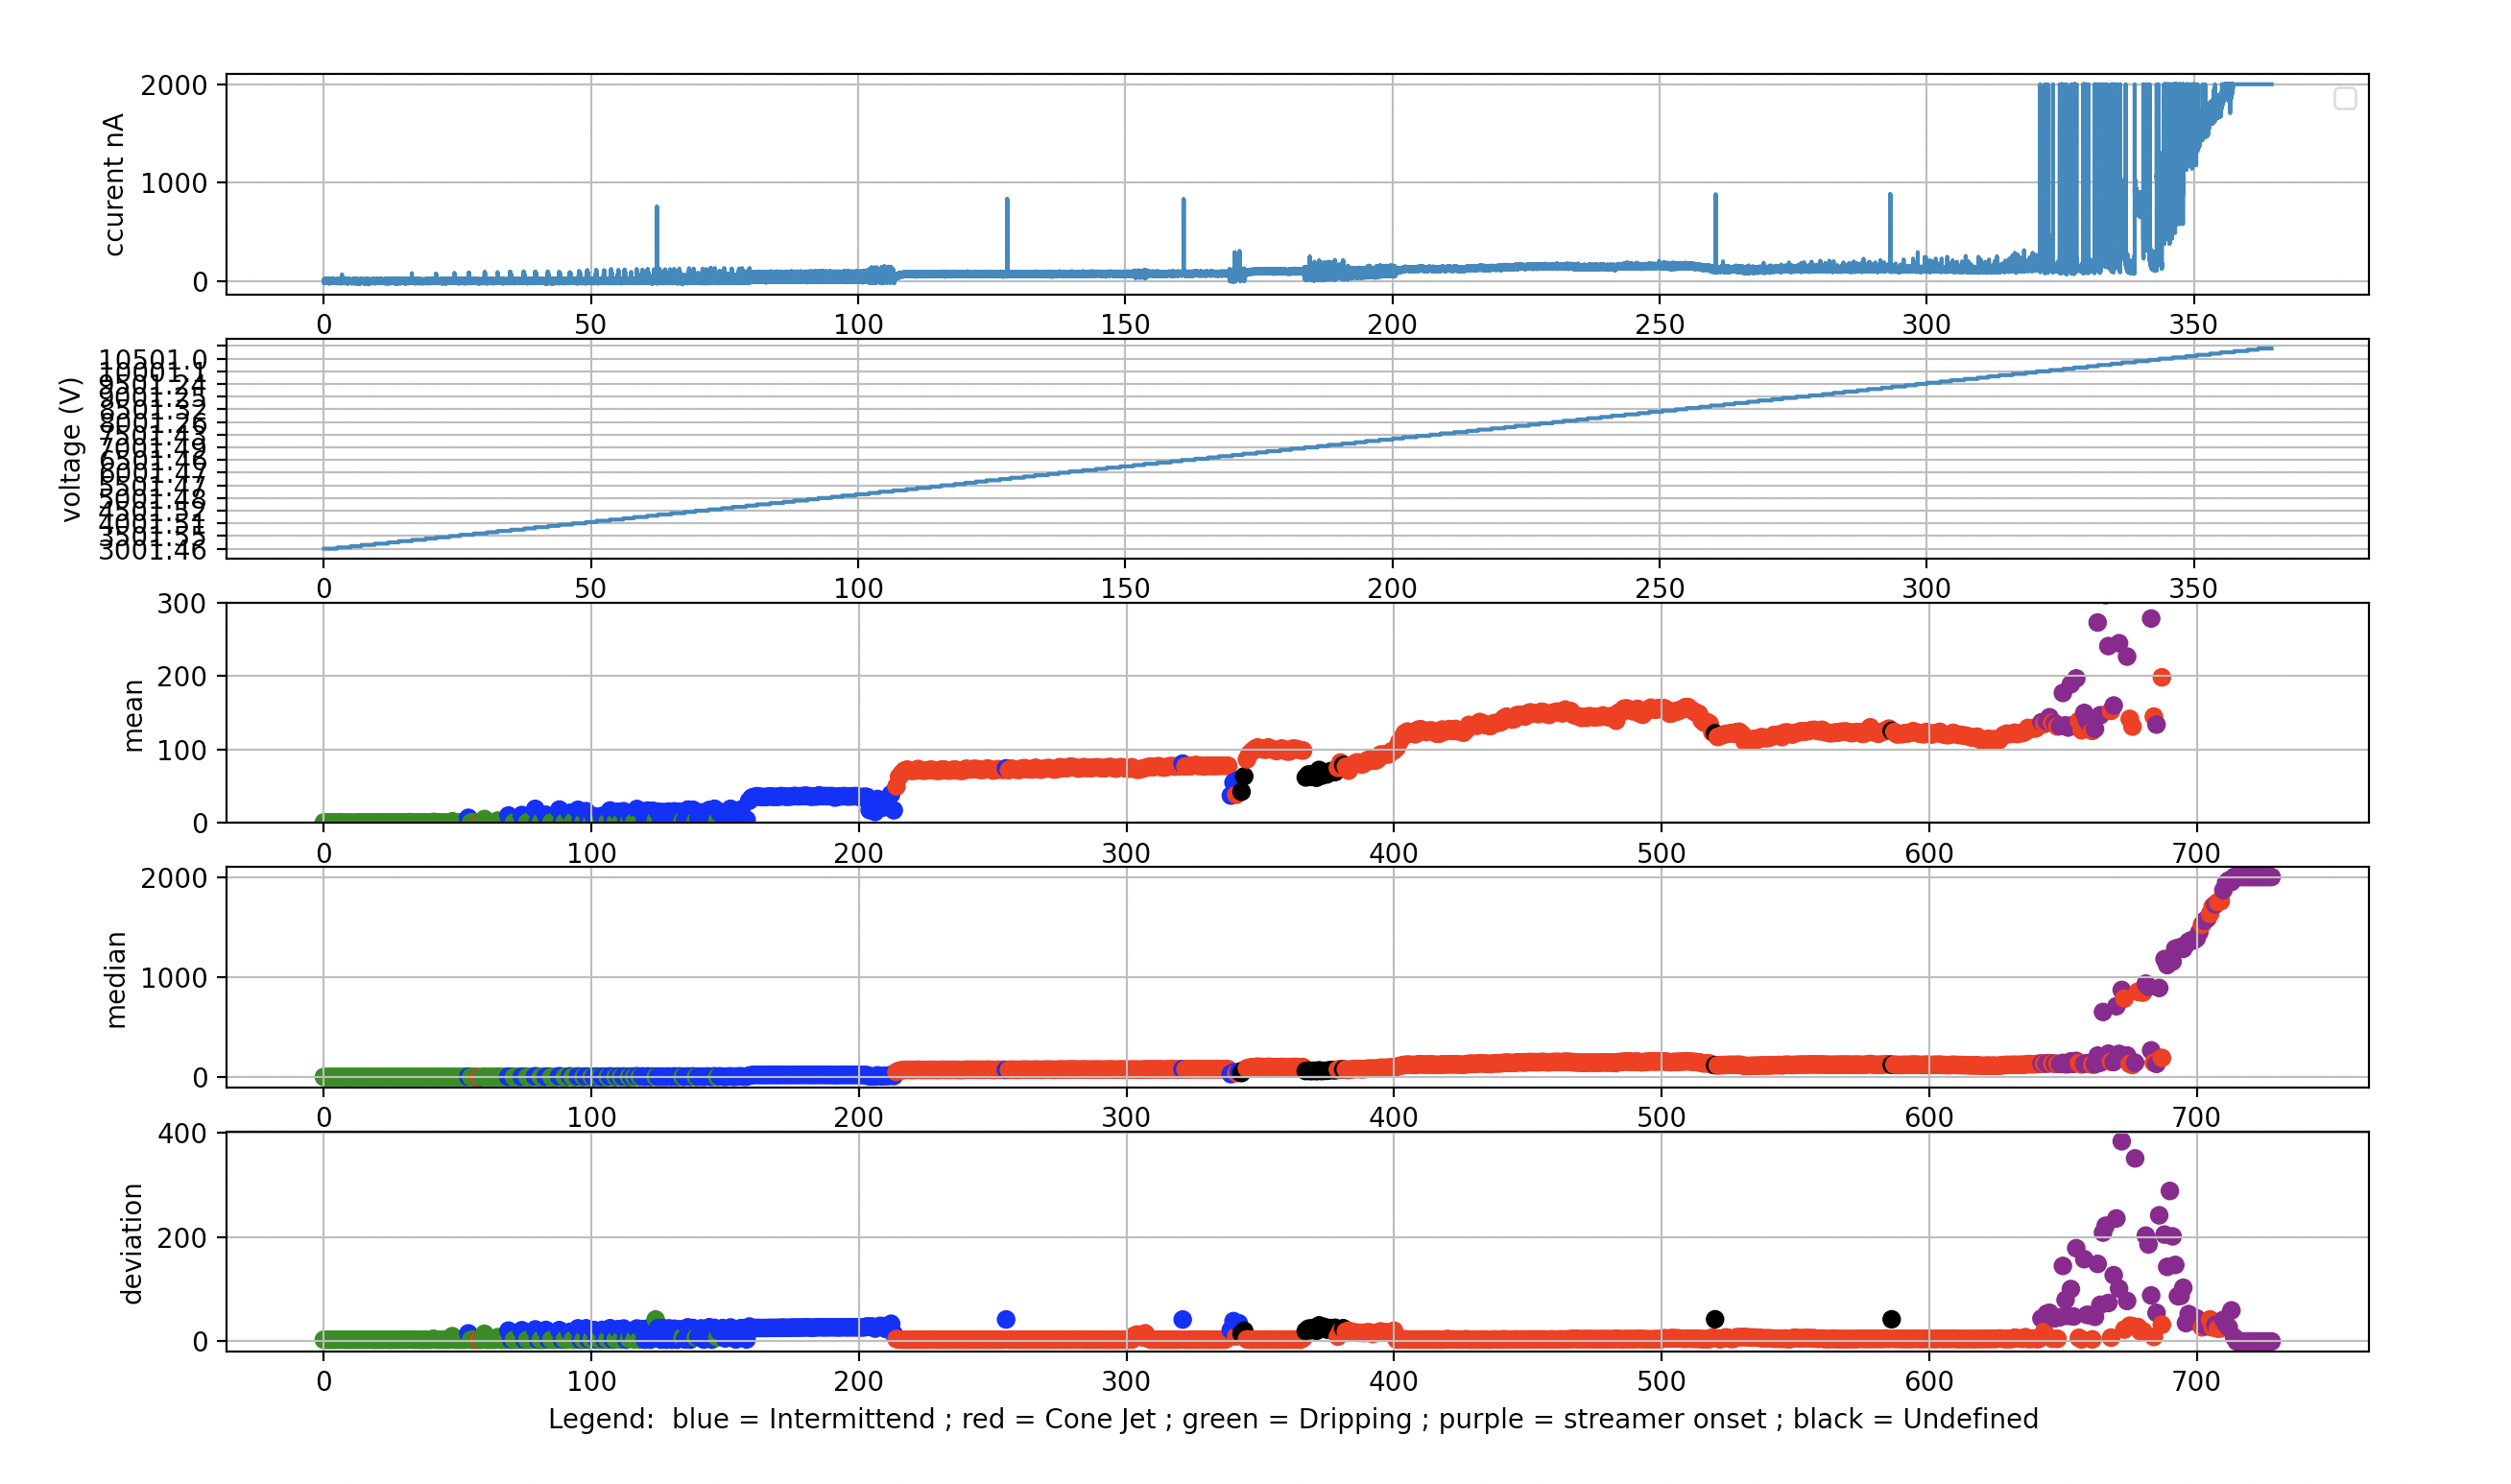 2000
1000
0
ccurent nA
0 50 100 150 200 250 300 350
10501.0
3001.46
voltage (V)
0 50 100 150 200 250 300 350
300
200
100
0
mean
0 100 200 300 400 500 600 700
2000
1000
0
median
0 100 200 300 400 500 600 700
400
200
0
deviation
0 100 200 300 400 500 600 700
Legend:  blue = Intermittend ; red = Cone Jet ; green = Dripping ; purple = streamer onset ; black = Undefined